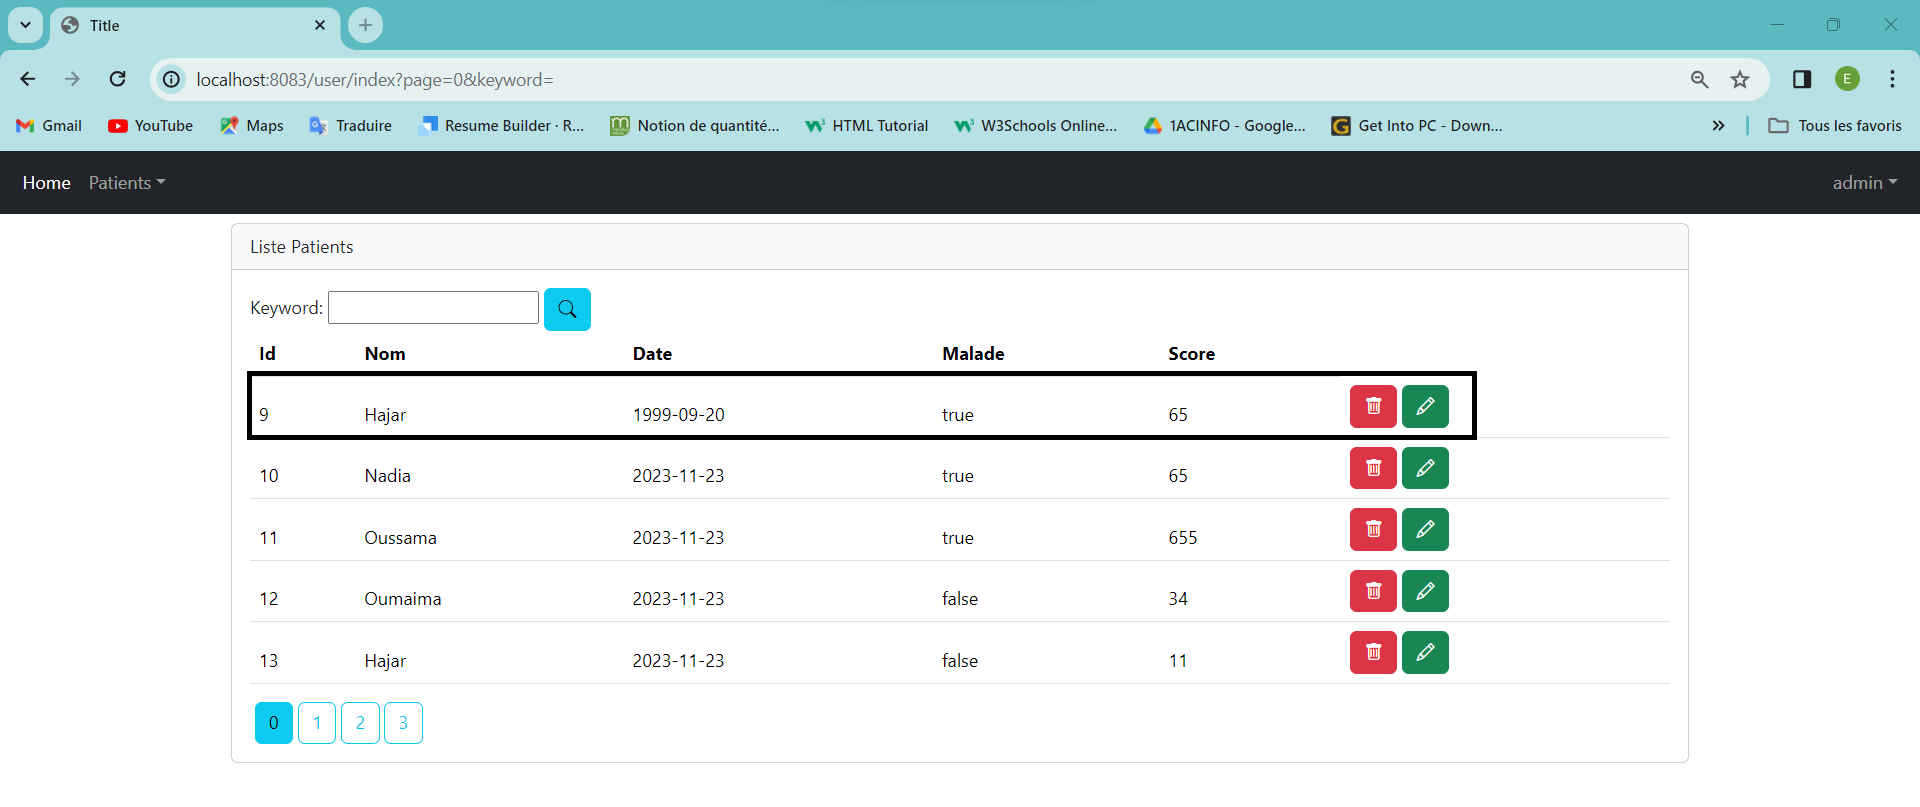 Title
localhost:8083/user/index?page=0&keyword=
E
Gmail YouTube Maps Traduire Resume Builder · R... Notion de quantité... HTML Tutorial W3Schools Online... 1ACINFO - Google... Get Into PC - Down... Tous les favoris
Home Patients admin
Liste Patients
Keyword:
Id Nom Date Malade Score
9 Hajar 1999-09-20 true 65
10 Nadia 2023-11-23 true 65
11 Oussama 2023-11-23 true 655
12 Oumaima 2023-11-23 false 34
13 Hajar 2023-11-23 false 11
0 1 2 3